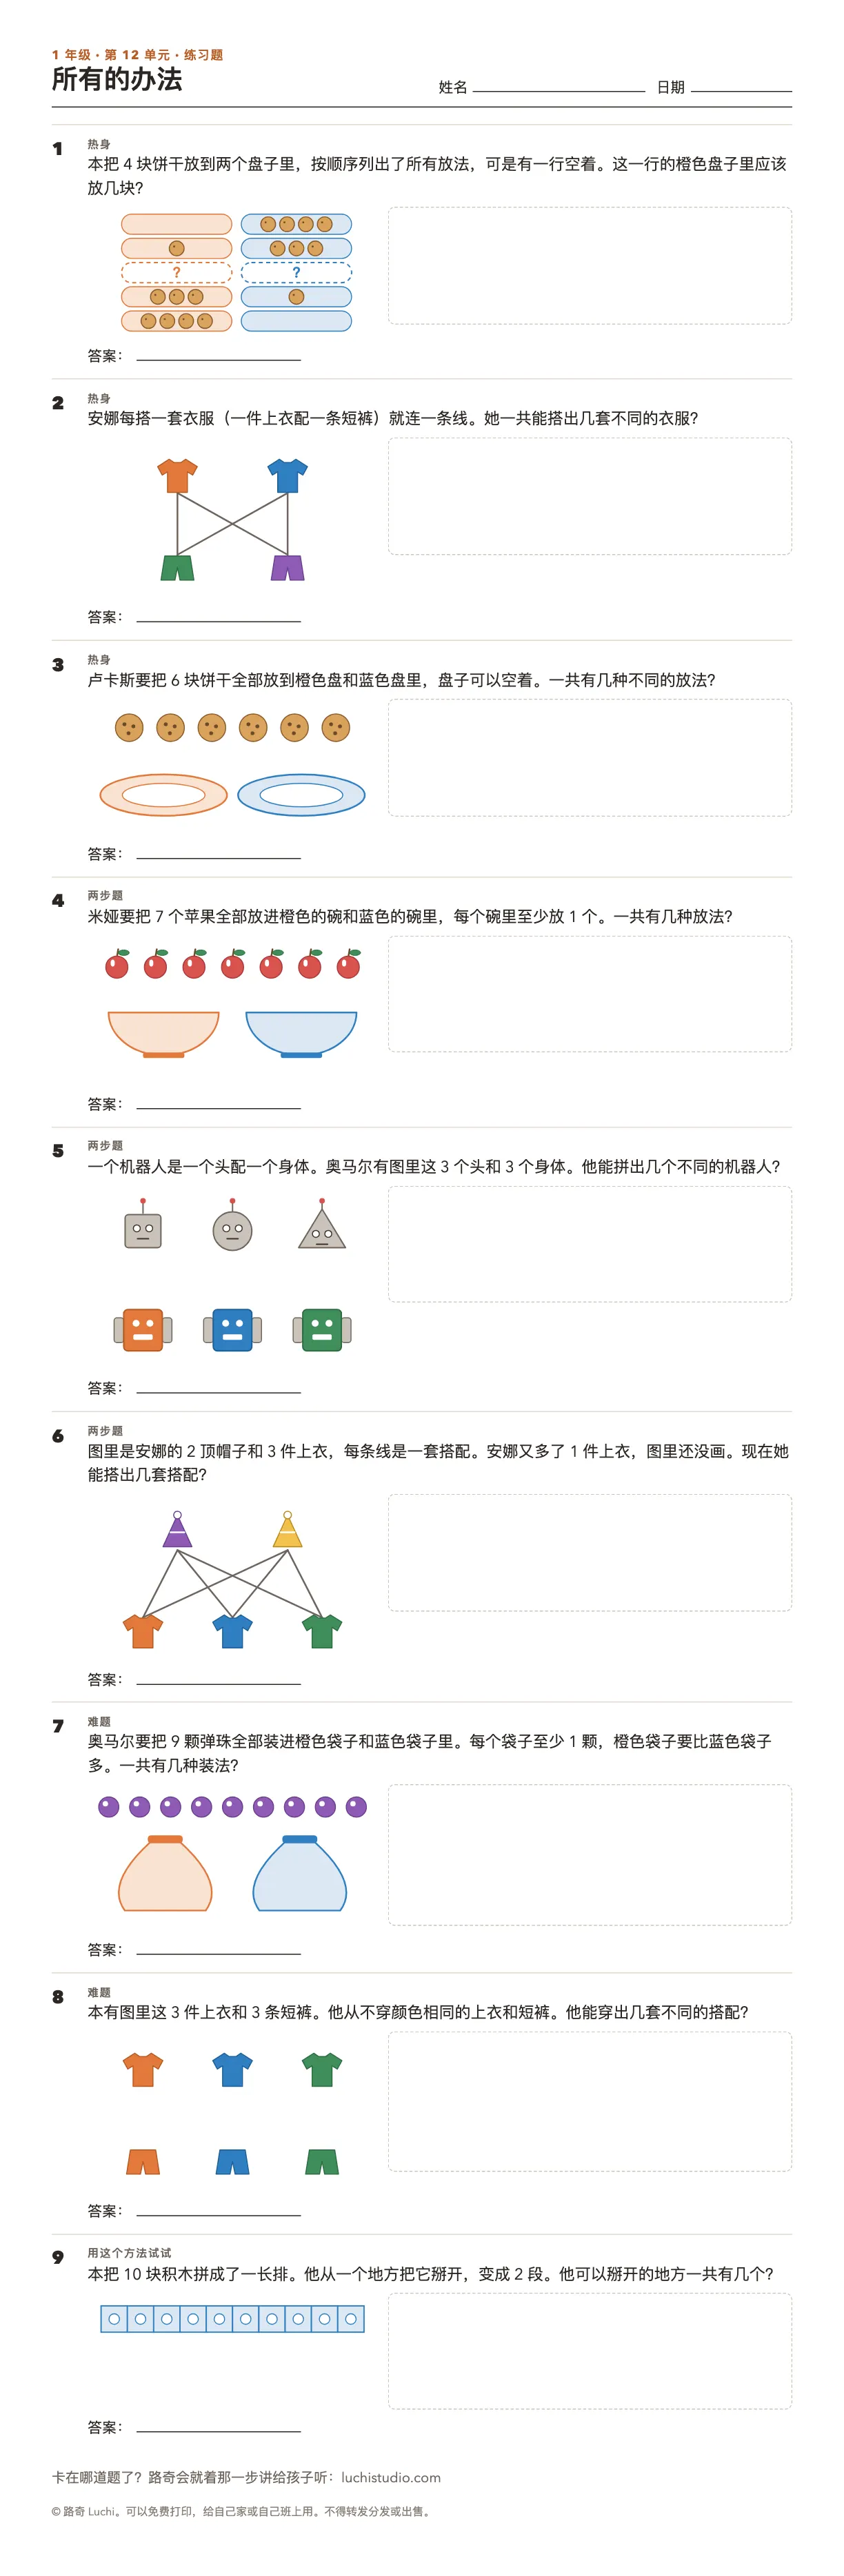 1 年级·第 12 单元·练习题
所有的办法
姓名
日期
1
热身
本把 4 块饼干放到两个盘子里，按顺序列出了所有放法，可是有一行空着。这一行的橙色盘子里应该
放几块？
? ?
答案：
2
热身
安娜每搭一套衣服（一件上衣配一条短裤）就连一条线。她一共能搭出几套不同的衣服？
答案：
3
热身
卢卡斯要把 6 块饼干全部放到橙色盘和蓝色盘里，盘子可以空着。一共有几种不同的放法？
答案：
4
两步题
米娅要把 7 个苹果全部放进橙色的碗和蓝色的碗里，每个碗里至少放 1 个。一共有几种放法？
答案：
5
两步题
一个机器人是一个头配一个身体。奥马尔有图里这 3 个头和 3 个身体。他能拼出几个不同的机器人？
答案：
6
两步题
图里是安娜的 2 顶帽子和 3 件上衣，每条线是一套搭配。安娜又多了 1 件上衣，图里还没画。现在她
能搭出几套搭配？
答案：
7
难题
奥马尔要把 9 颗弹珠全部装进橙色袋子和蓝色袋子里。每个袋子至少 1 颗，橙色袋子要比蓝色袋子
多。一共有几种装法？
答案：
8
难题
本有图里这 3 件上衣和 3 条短裤。他从不穿颜色相同的上衣和短裤。他能穿出几套不同的搭配？
答案：
9
用这个方法试试
本把 10 块积木拼成了一长排。他从一个地方把它掰开，变成 2 段。他可以掰开的地方一共有几个？
答案：
卡在哪道题了？路奇会就着那一步讲给孩子听：luchistudio.com
© 路奇 Luchi。可以免费打印，给自己家或自己班上用。不得转发分发或出售。